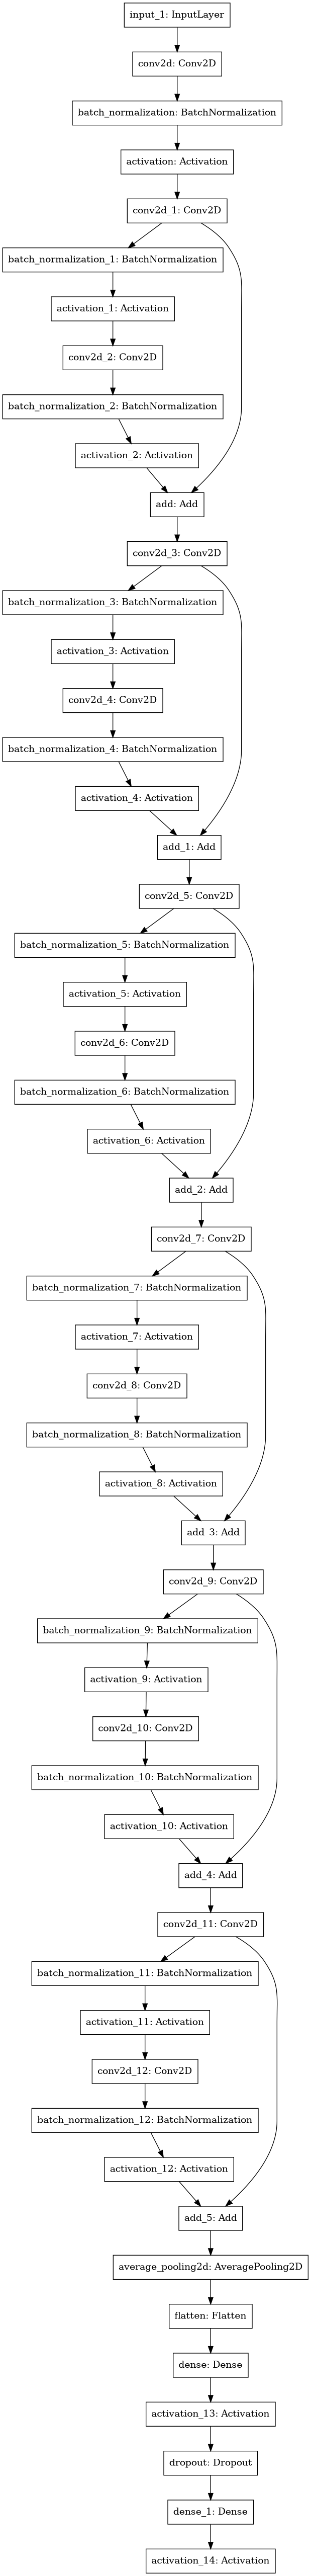 input_1: InputLayer
conv2d: Conv2D
batch_normalization: BatchNormalization
activation: Activation
conv2d_1: Conv2D
batch_normalization_1: BatchNormalization
activation_1: Activation
conv2d_2: Conv2D
batch_normalization_2: BatchNormalization
activation_2: Activation
add: Add
conv2d_3: Conv2D
batch_normalization_3: BatchNormalization
activation_3: Activation
conv2d_4: Conv2D
batch_normalization_4: BatchNormalization
activation_4: Activation
add_1: Add
conv2d_5: Conv2D
batch_normalization_5: BatchNormalization
activation_5: Activation
conv2d_6: Conv2D
batch_normalization_6: BatchNormalization
activation_6: Activation
add_2: Add
conv2d_7: Conv2D
batch_normalization_7: BatchNormalization
activation_7: Activation
conv2d_8: Conv2D
batch_normalization_8: BatchNormalization
activation_8: Activation
add_3: Add
conv2d_9: Conv2D
batch_normalization_9: BatchNormalization
activation_9: Activation
conv2d_10: Conv2D
batch_normalization_10: BatchNormalization
activation_10: Activation
add_4: Add
conv2d_11: Conv2D
batch_normalization_11: BatchNormalization
activation_11: Activation
conv2d_12: Conv2D
batch_normalization_12: BatchNormalization
activation_12: Activation
add_5: Add
average_pooling2d: AveragePooling2D
flatten: Flatten
dense: Dense
activation_13: Activation
dropout: Dropout
dense_1: Dense
activation_14: Activation